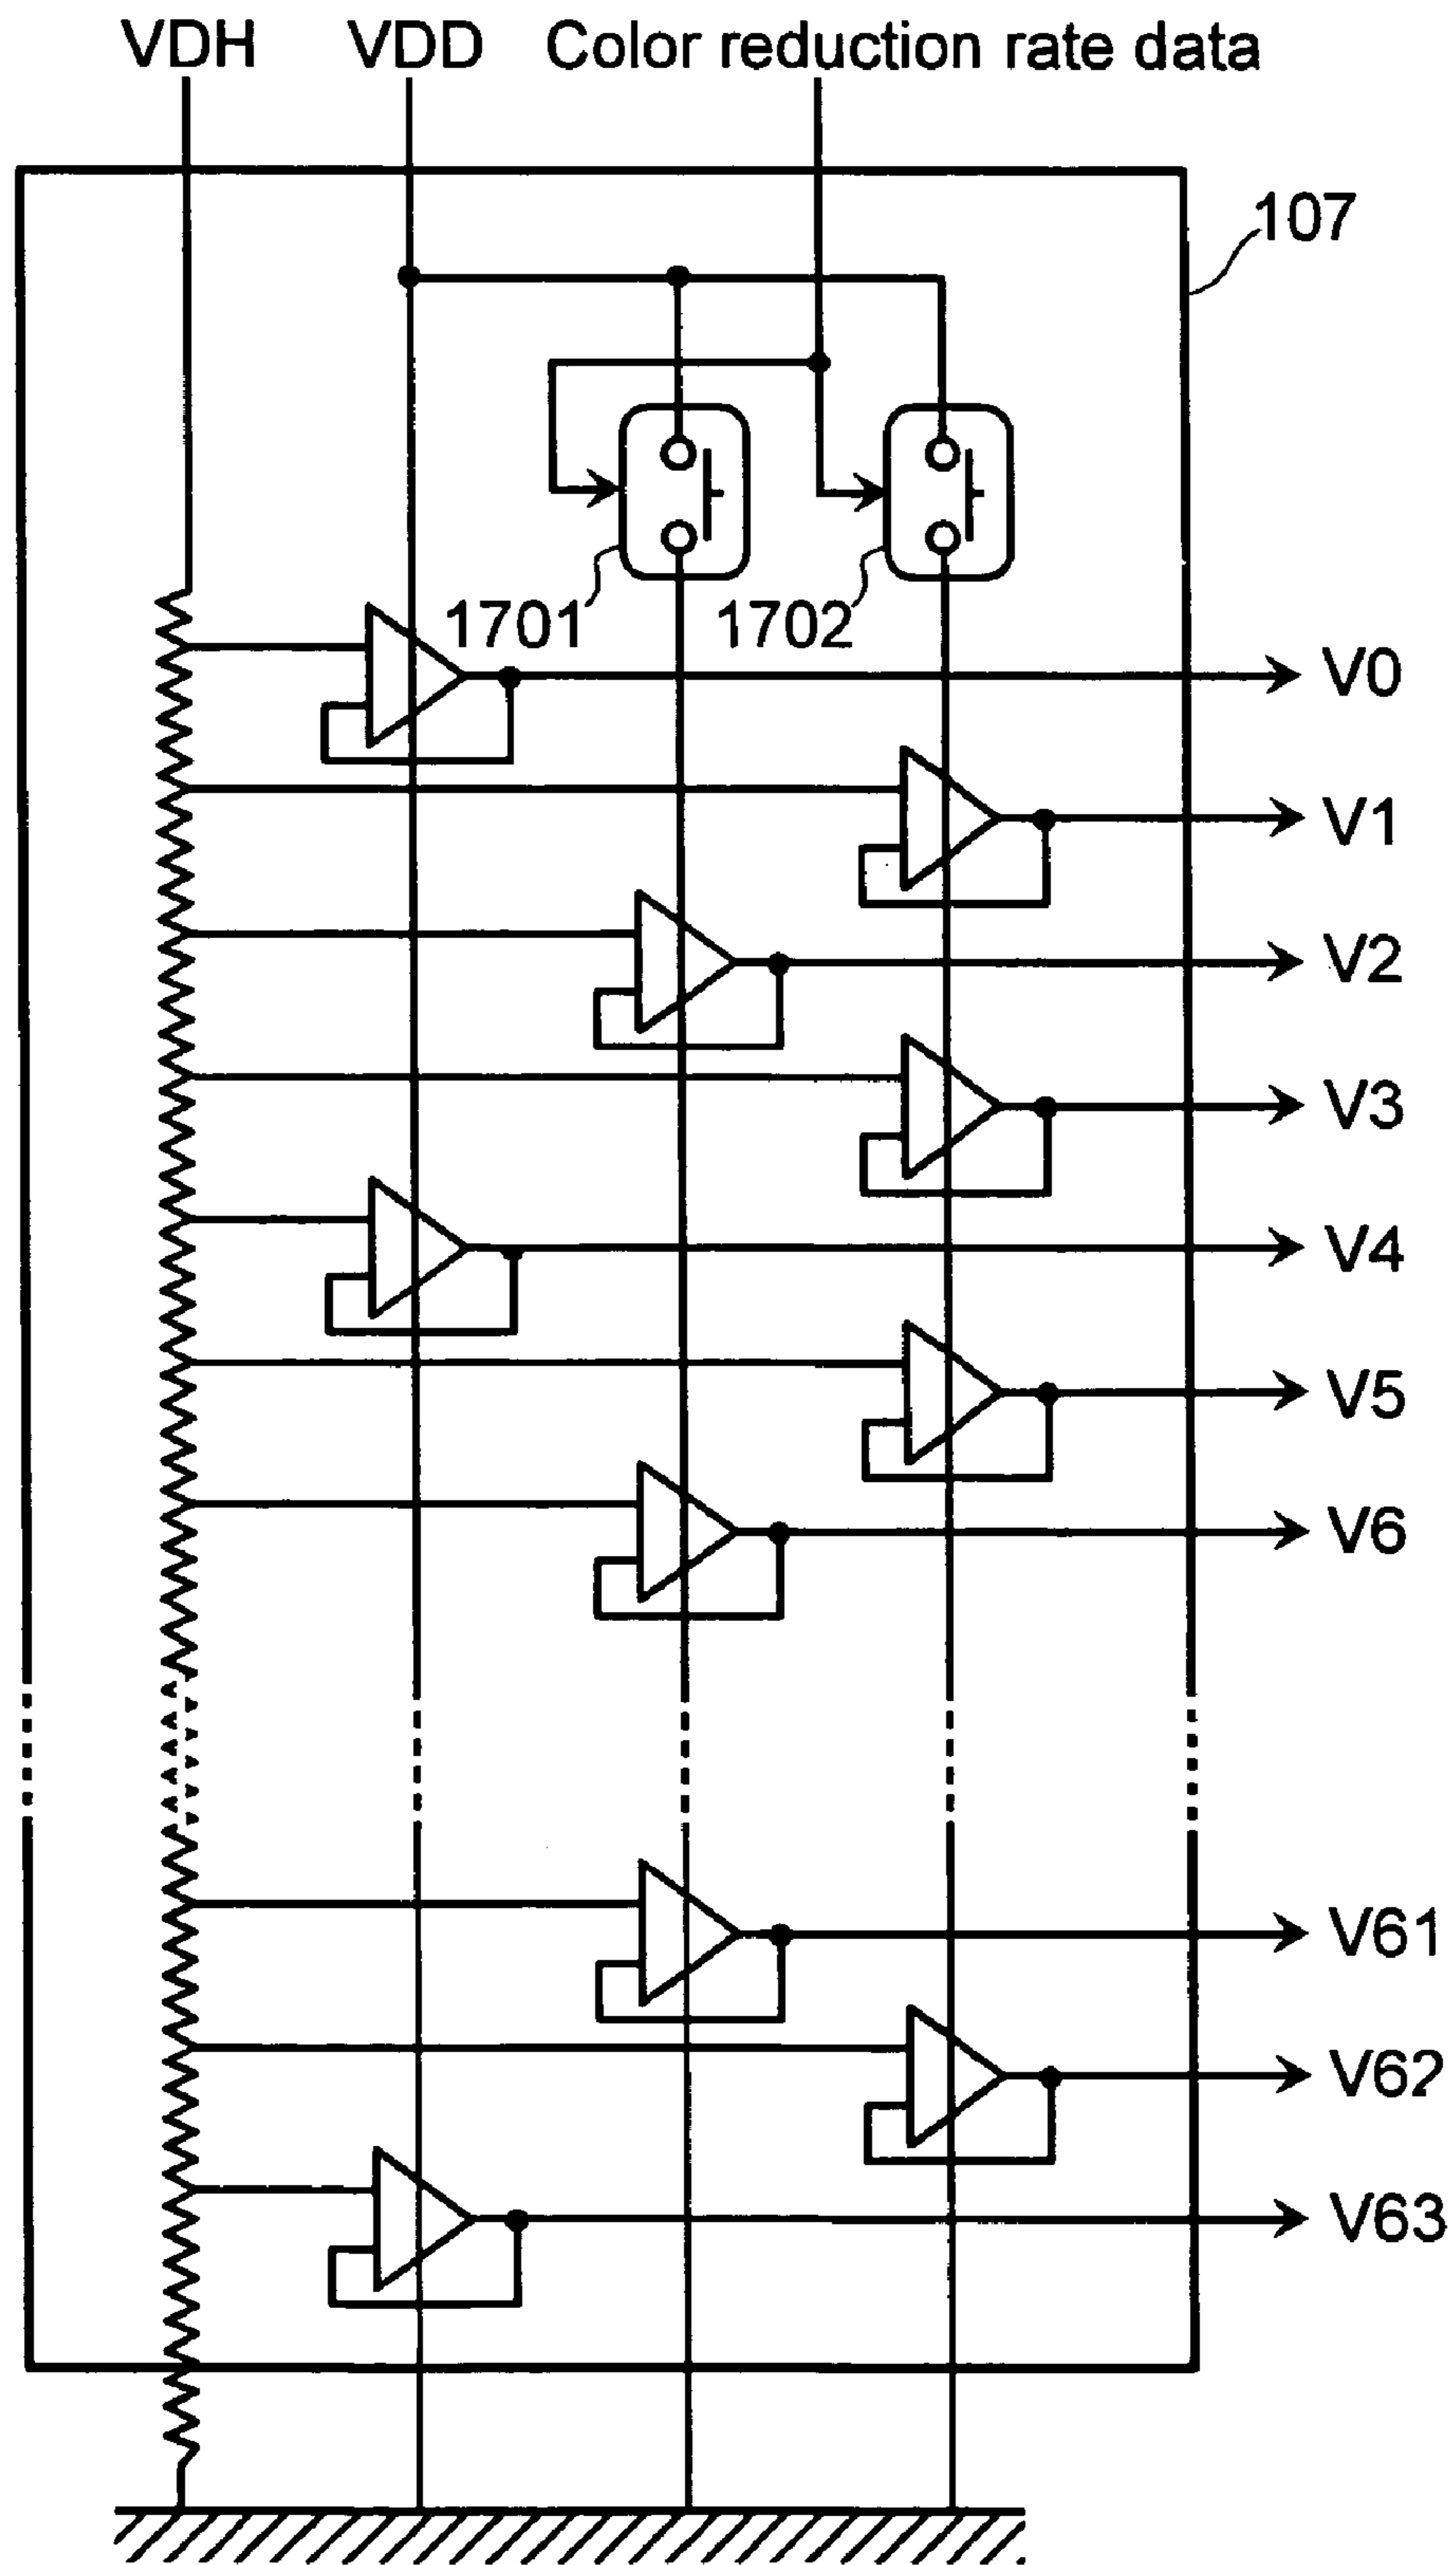 VDH VDD Color reduction rate data
107
1701 1702
V0
V1
V2
V3
V4
V5
V6
V61
V62
V63